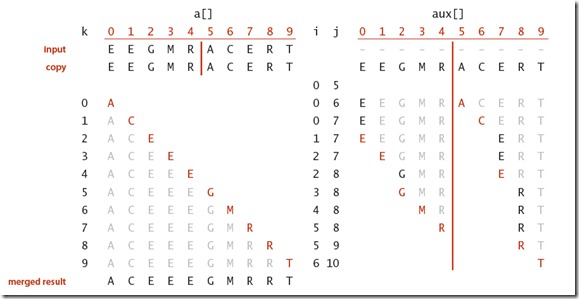 a[] aux[]
k 0 1 2 3 4 5 6 7 8 9 i j 0 1 2 3 4 5 6 7 8 9
input E E G M R A C E R T - - - - - - - - - -
copy E E G M R A C E R T E E G M R A C E R T
0 5
0 A 0 6 E E G M R A C E R T
1 A C 0 7 E E G M R C E R T
2 A C E 1 7 E E G M R E R T
3 A C E E 2 7 E G M R E R T
4 A C E E E 2 8 G M R E R T
5 A C E E E G 3 8 G M R R T
6 A C E E E G M 4 8 M R R T
7 A C E E E G M R 5 8 R R T
8 A C E E E G M R R 5 9 R T
9 A C E E E G M R R T 6 10 T
merged result A C E E E G M R R T